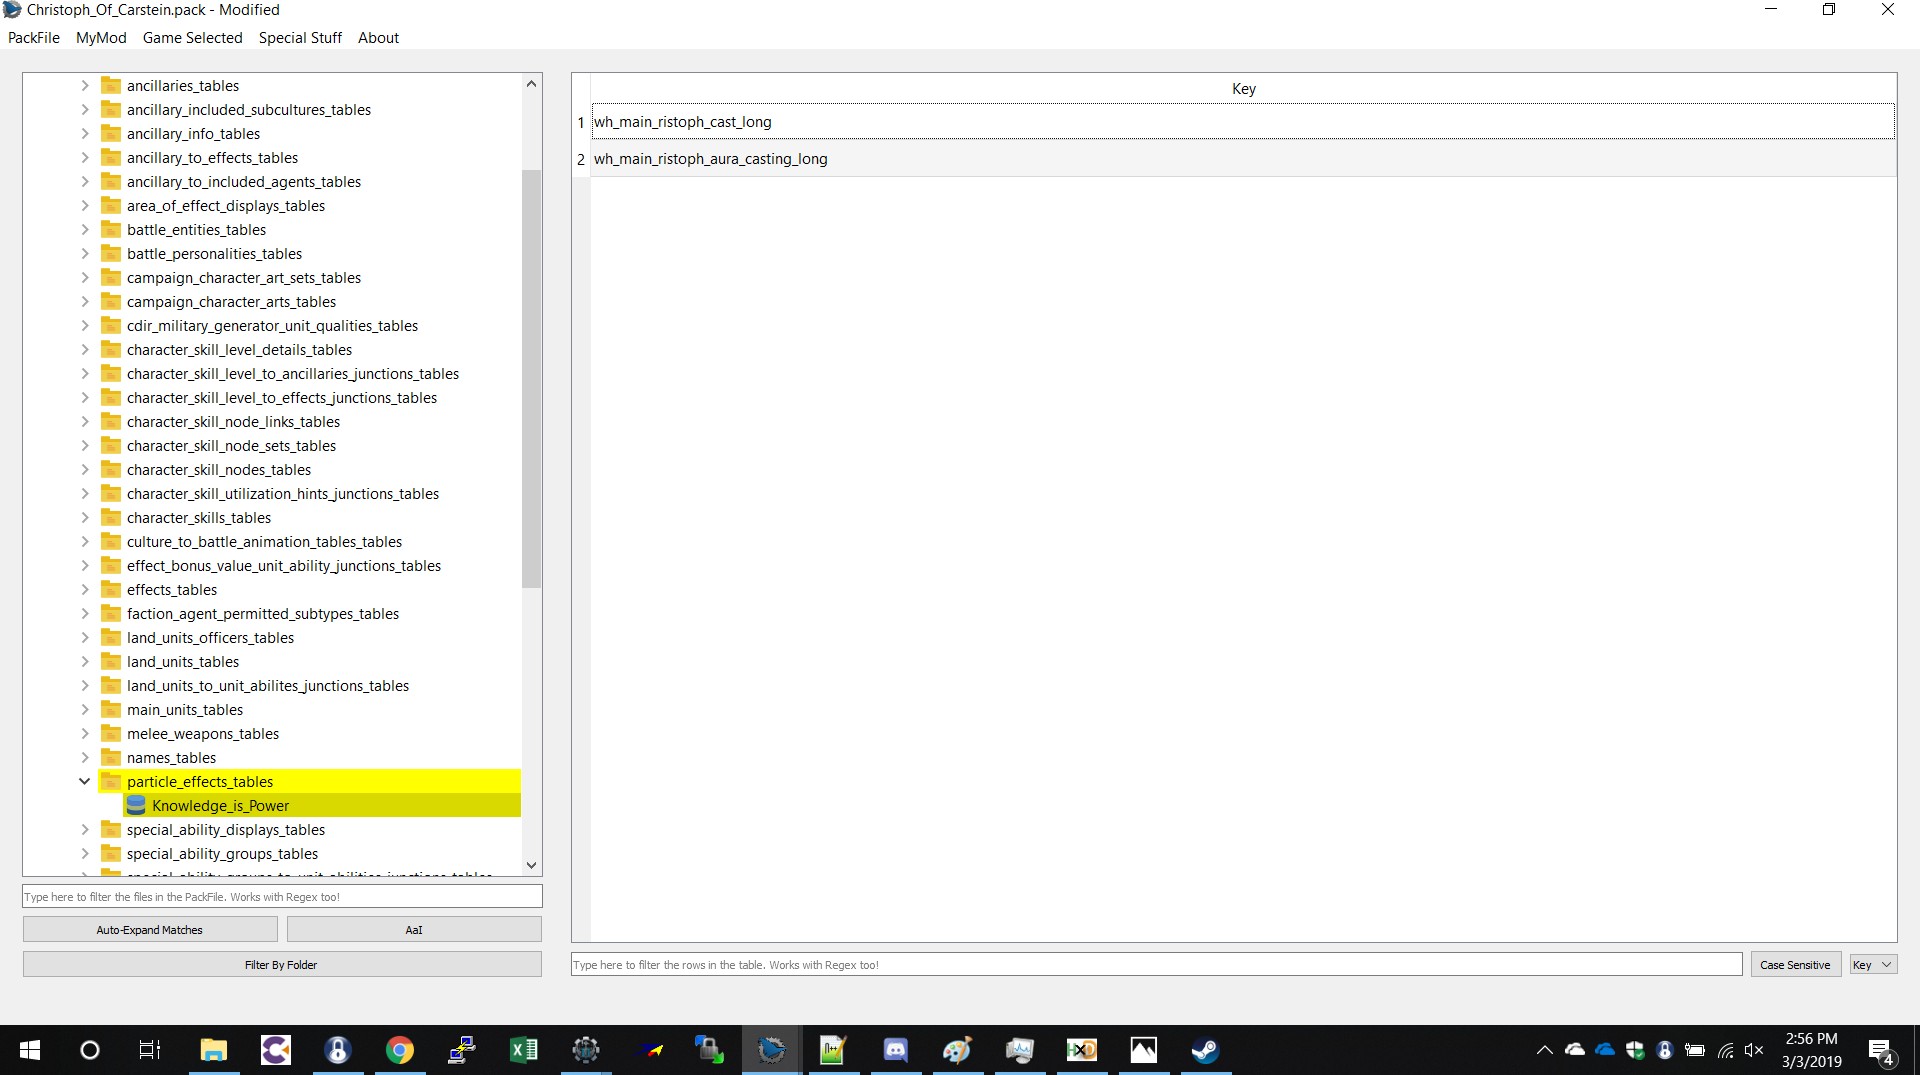 Christoph_Of_Carstein.pack - Modified
PackFile MyMod Game Selected Special Stuff About
ancillaries_tables
ancillary_included_subcultures_tables
ancillary_info_tables
ancillary_to_effects_tables
ancillary_to_included_agents_tables
area_of_effect_displays_tables
battle_entities_tables
battle_personalities_tables
campaign_character_art_sets_tables
campaign_character_arts_tables
cdir_military_generator_unit_qualities_tables
character_skill_level_details_tables
character_skill_level_to_ancillaries_junctions_tables
character_skill_level_to_effects_junctions_tables
character_skill_node_links_tables
character_skill_node_sets_tables
character_skill_nodes_tables
character_skill_utilization_hints_junctions_tables
character_skills_tables
culture_to_battle_animation_tables_tables
effect_bonus_value_unit_ability_junctions_tables
effects_tables
faction_agent_permitted_subtypes_tables
land_units_officers_tables
land_units_tables
land_units_to_unit_abilites_junctions_tables
main_units_tables
melee_weapons_tables
names_tables
particle_effects_tables
Knowledge_is_Power
special_ability_displays_tables
special_ability_groups_tables
special_ability_groups_to_unit_abilities_junctions_tables
Type here to filter the files in the PackFile. Works with Regex too!
Auto-Expand Matches AaI
Filter By Folder
Key
1 wh_main_ristoph_cast_long
2 wh_main_ristoph_aura_casting_long
Type here to filter the rows in the table. Works with Regex too!
Case Sensitive Key
2:56 PM
3/3/2019
4